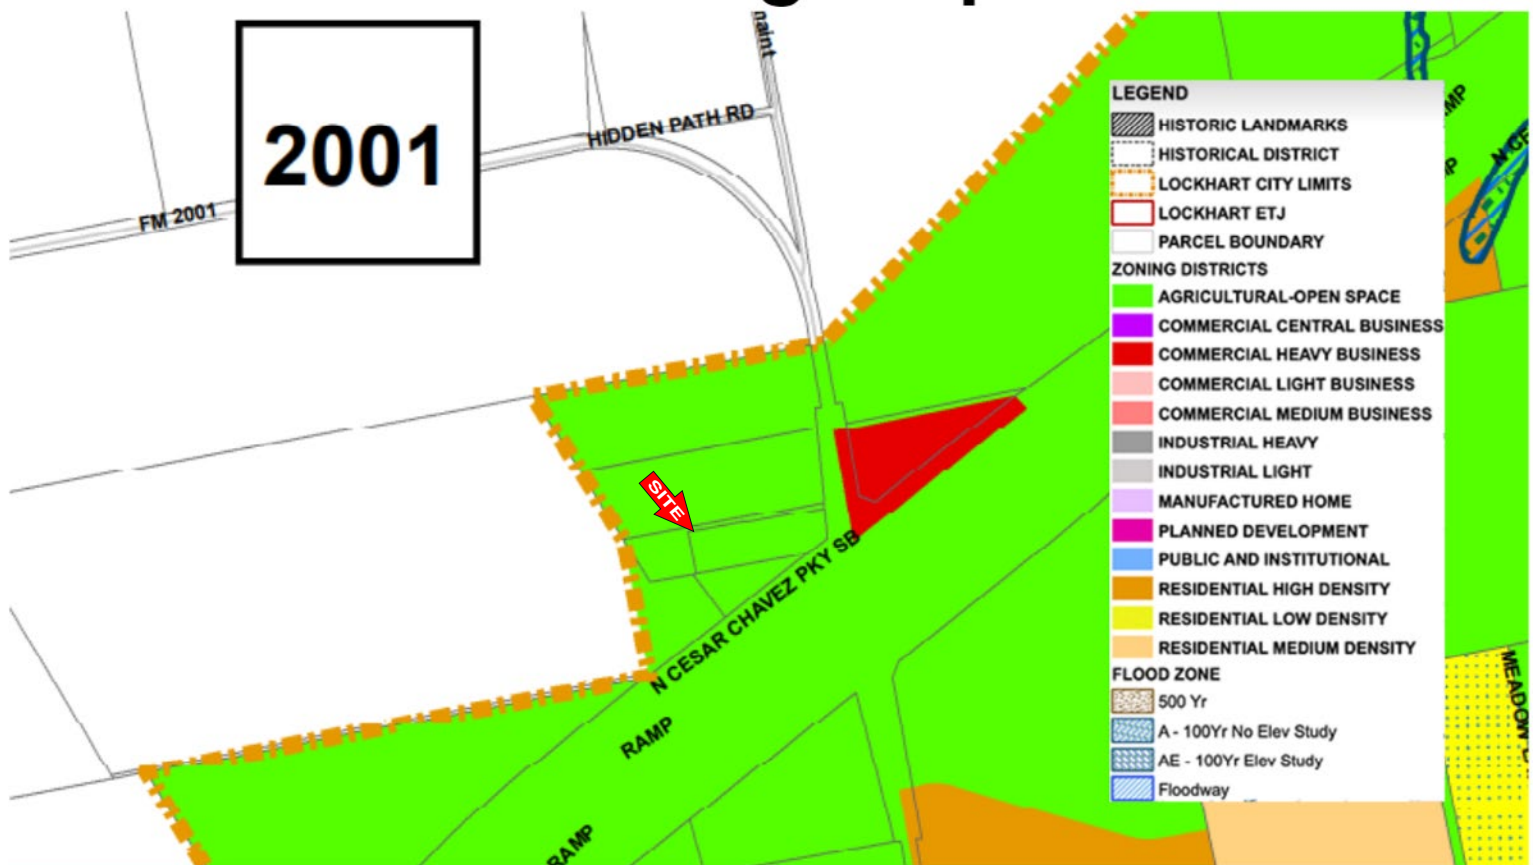 2001
HIDDEN PATH RD
FM 2001
SITE
N CESAR CHAVEZ PKY SB
RAMP
RAMP
LEGEND
HISTORIC LANDMARKS
HISTORICAL DISTRICT
LOCKHART CITY LIMITS
LOCKHART ETJ
PARCEL BOUNDARY
ZONING DISTRICTS
AGRICULTURAL-OPEN SPACE
COMMERCIAL CENTRAL BUSINESS
COMMERCIAL HEAVY BUSINESS
COMMERCIAL LIGHT BUSINESS
COMMERCIAL MEDIUM BUSINESS
INDUSTRIAL HEAVY
INDUSTRIAL LIGHT
MANUFACTURED HOME
PLANNED DEVELOPMENT
PUBLIC AND INSTITUTIONAL
RESIDENTIAL HIGH DENSITY
RESIDENTIAL LOW DENSITY
RESIDENTIAL MEDIUM DENSITY
FLOOD ZONE
500 Yr
A - 100Yr No Elev Study
AE - 100Yr Elev Study
Floodway